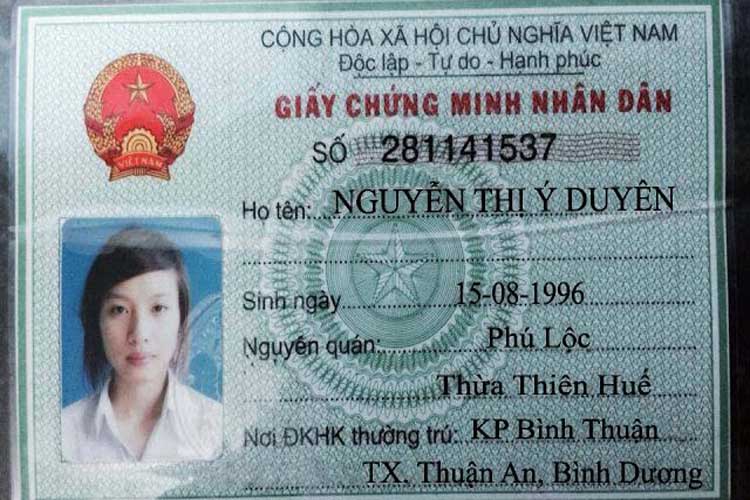 CỘNG HÒA XÃ HỘI CHỦ NGHĨA VIỆT NAM
Độc lập - Tự do - Hạnh phúc
GIẤY CHỨNG MINH NHÂN DÂN
SỐ 281141537
Họ tên: NGUYỄN THI Ý DUYÊN
Sinh ngày 15-08-1996
Nguyên quán: Phú Lộc
Thừa Thiên Huế
Nơi ĐKHK thường trú: KP Bình Thuận
TX, Thuận An, Bình Dương
VIỆT NAM